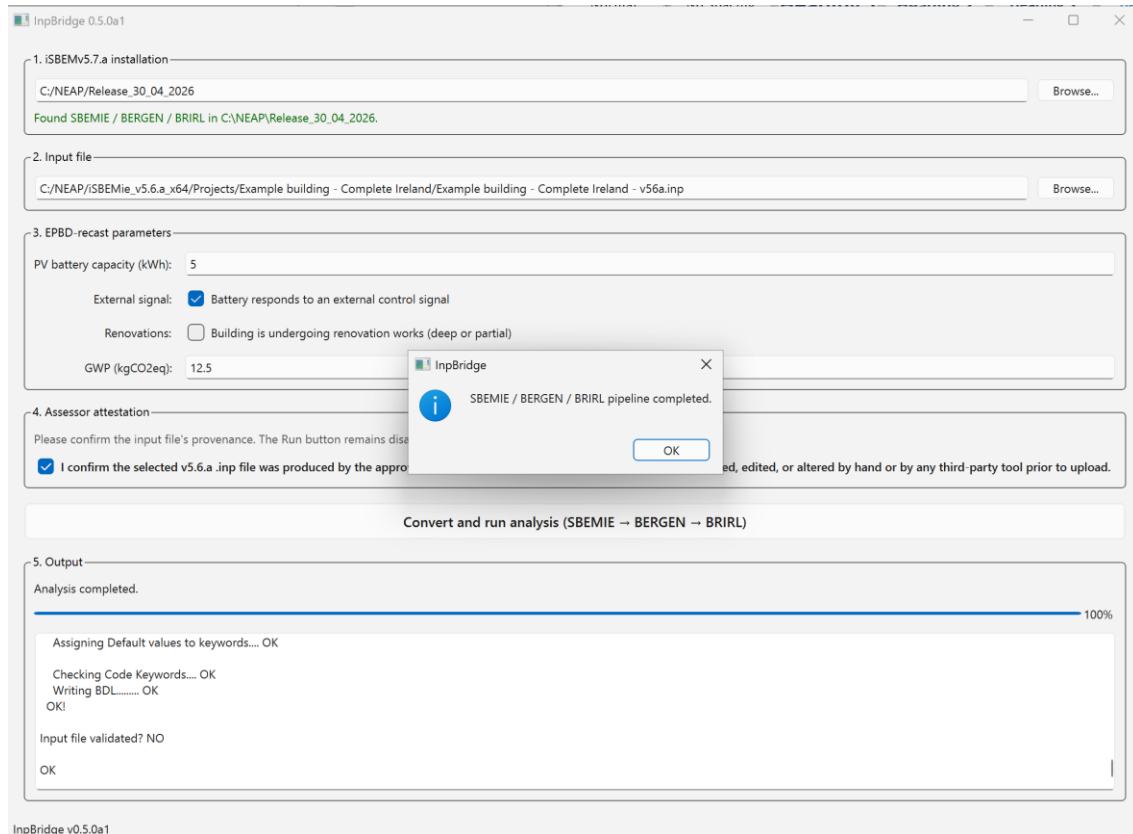 InpBridge 0.5.0a1
1. iSBEMv5.7.a installation
C:/NEAP/Release_30_04_2026
Browse...
Found SBEMIE / BERGEN / BRIRL in C:\NEAP\Release_30_04_2026.
2. Input file
C:/NEAP/iSBEMie_v5.6.a_x64/Projects/Example building - Complete Ireland/Example building - Complete Ireland - v56a.inp
Browse...
3. EPBD-recast parameters
PV battery capacity (kWh): 5
External signal: Battery responds to an external control signal
Renovations: Building is undergoing renovation works (deep or partial)
GWP (kgCO2eq): 12.5
InpBridge
SBEMIE / BERGEN / BRIRL pipeline completed.
OK
4. Assessor attestation
Please confirm the input file's provenance. The Run button remains
I confirm the selected v5.6.a .inp file was produced by the edited, or altered by hand or by any third-party tool prior to upload.
Convert and run analysis (SBEMIE → BERGEN → BRIRL)
5. Output
Analysis completed.
100%
Assigning Default values to keywords.... OK
Checking Code Keywords.... OK
Writing BDL........ OK
OK!
Input file validated? NO
OK
InpBridge v0.5.0a1